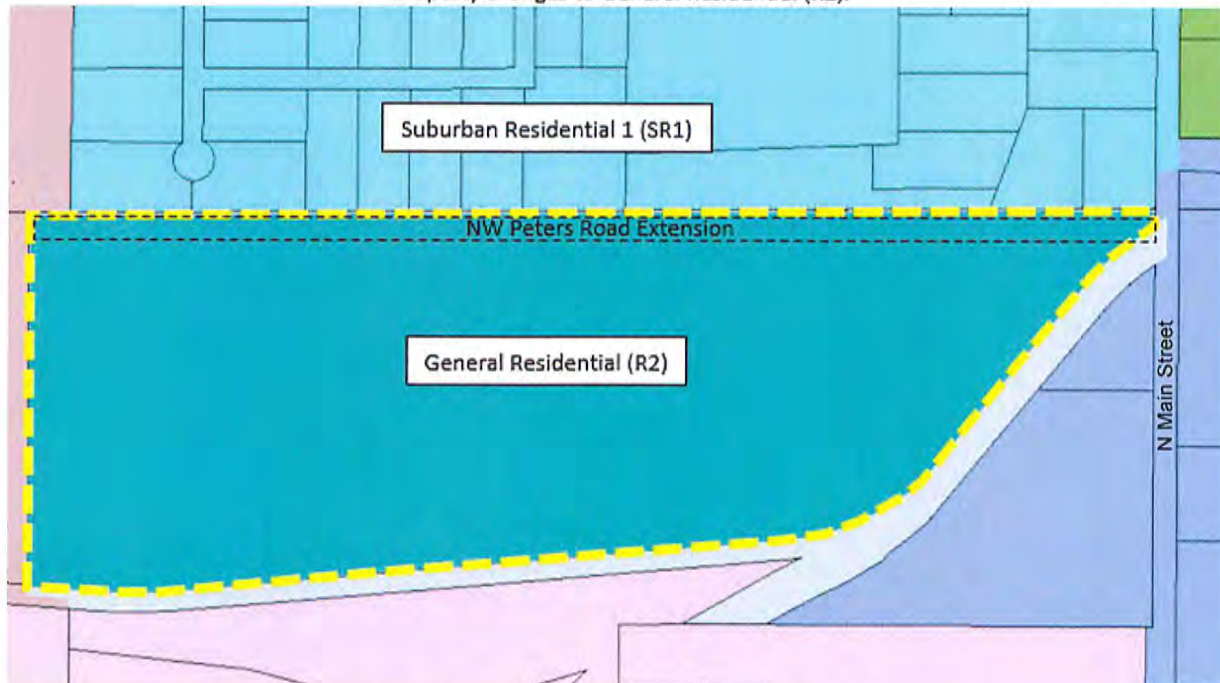 Suburban Residential 1 (SR1)
NW Peters Road Extension
General Residential (R2)
N Main Street